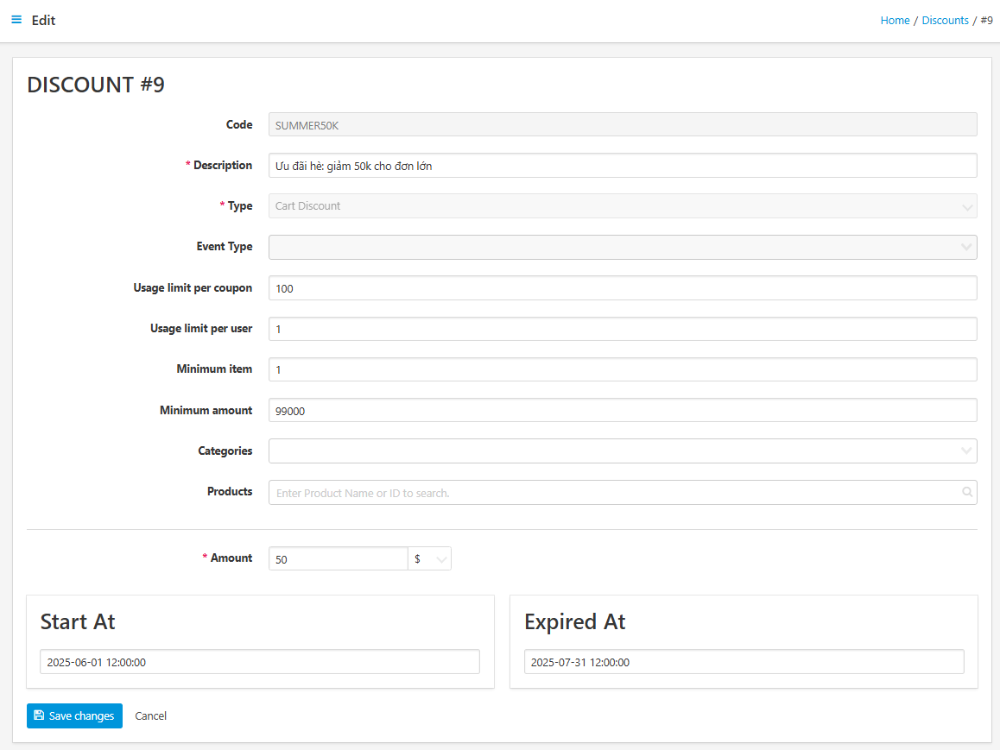 Edit
Home / Discounts / #9
DISCOUNT #9
Code
SUMMER50K
* Description
Ưu đãi hè: giảm 50k cho đơn lớn
* Type
Cart Discount
Event Type
Usage limit per coupon
100
Usage limit per user
1
Minimum item
1
Minimum amount
99000
Categories
Products
Enter Product Name or ID to search.
* Amount
50
$
Start At
2025-06-01 12:00:00
Expired At
2025-07-31 12:00:00
Save changes
Cancel